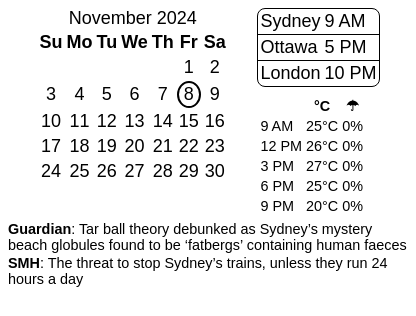 November 2024
Su Mo Tu We Th Fr Sa
1 2
3 4 5 6 7 8 9
10 11 12 13 14 15 16
17 18 19 20 21 22 23
24 25 26 27 28 29 30
Sydney 9 AM
Ottawa 5 PM
London 10 PM
°C ☂
9 AM 25°C 0%
12 PM 26°C 0%
3 PM 27°C 0%
6 PM 25°C 0%
9 PM 20°C 0%
Guardian: Tar ball theory debunked as Sydney’s mystery
beach globules found to be ‘fatbergs’ containing human faeces
SMH: The threat to stop Sydney’s trains, unless they run 24
hours a day